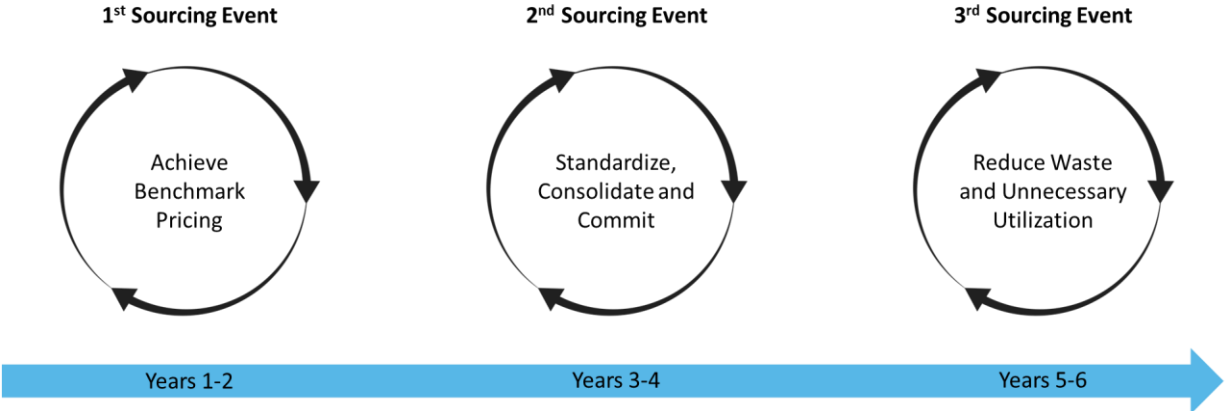 1st Sourcing Event
2nd Sourcing Event
3rd Sourcing Event
Achieve
Benchmark
Pricing
Standardize,
Consolidate and
Commit
Reduce Waste
and Unnecessary
Utilization
Years 1-2
Years 3-4
Years 5-6